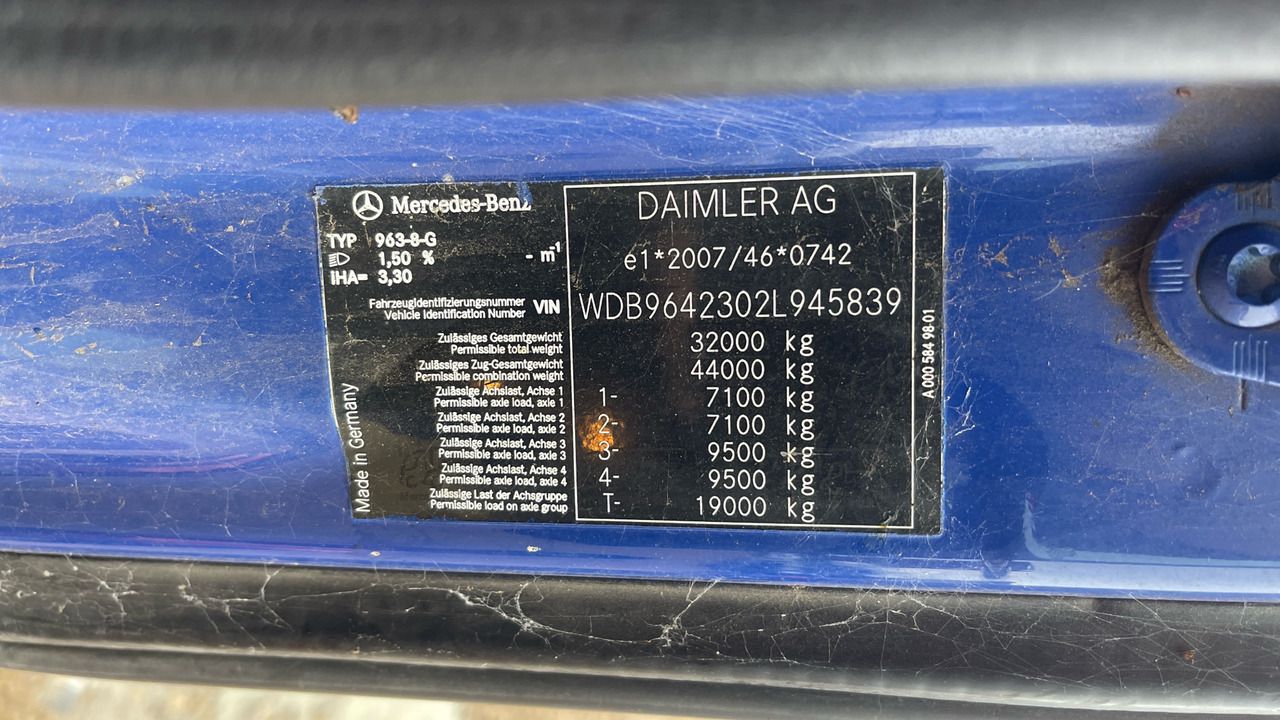 Mercedes-Benz
TYP 963-8-G
1,50 % - m⁻¹
IHA= 3,30
Fahrzeugidentifizierungsnummer
Vehicle Identification Number VIN
Zulässiges Gesamtgewicht
Permissible total weight
Zulässiges Zug-Gesamtgewicht
Permissible combination weight
Zulässige Achslast, Achse 1
Permissible axle load, axle 1
Zulässige Achslast, Achse 2
Permissible axle load, axle 2
Zulässige Achslast, Achse 3
Permissible axle load, axle 3
Zulässige Achslast, Achse 4
Permissible axle load, axle 4
Zulässige Last der Achsgruppe
Permissible load on axle group
Made in Germany
DAIMLER AG
e1*2007/46*0742
WDB9642302L945839
32000 kg
44000 kg
1- 7100 kg
2- 7100 kg
3- 9500 kg
4- 9500 kg
T- 19000 kg
A 000 584 98 01